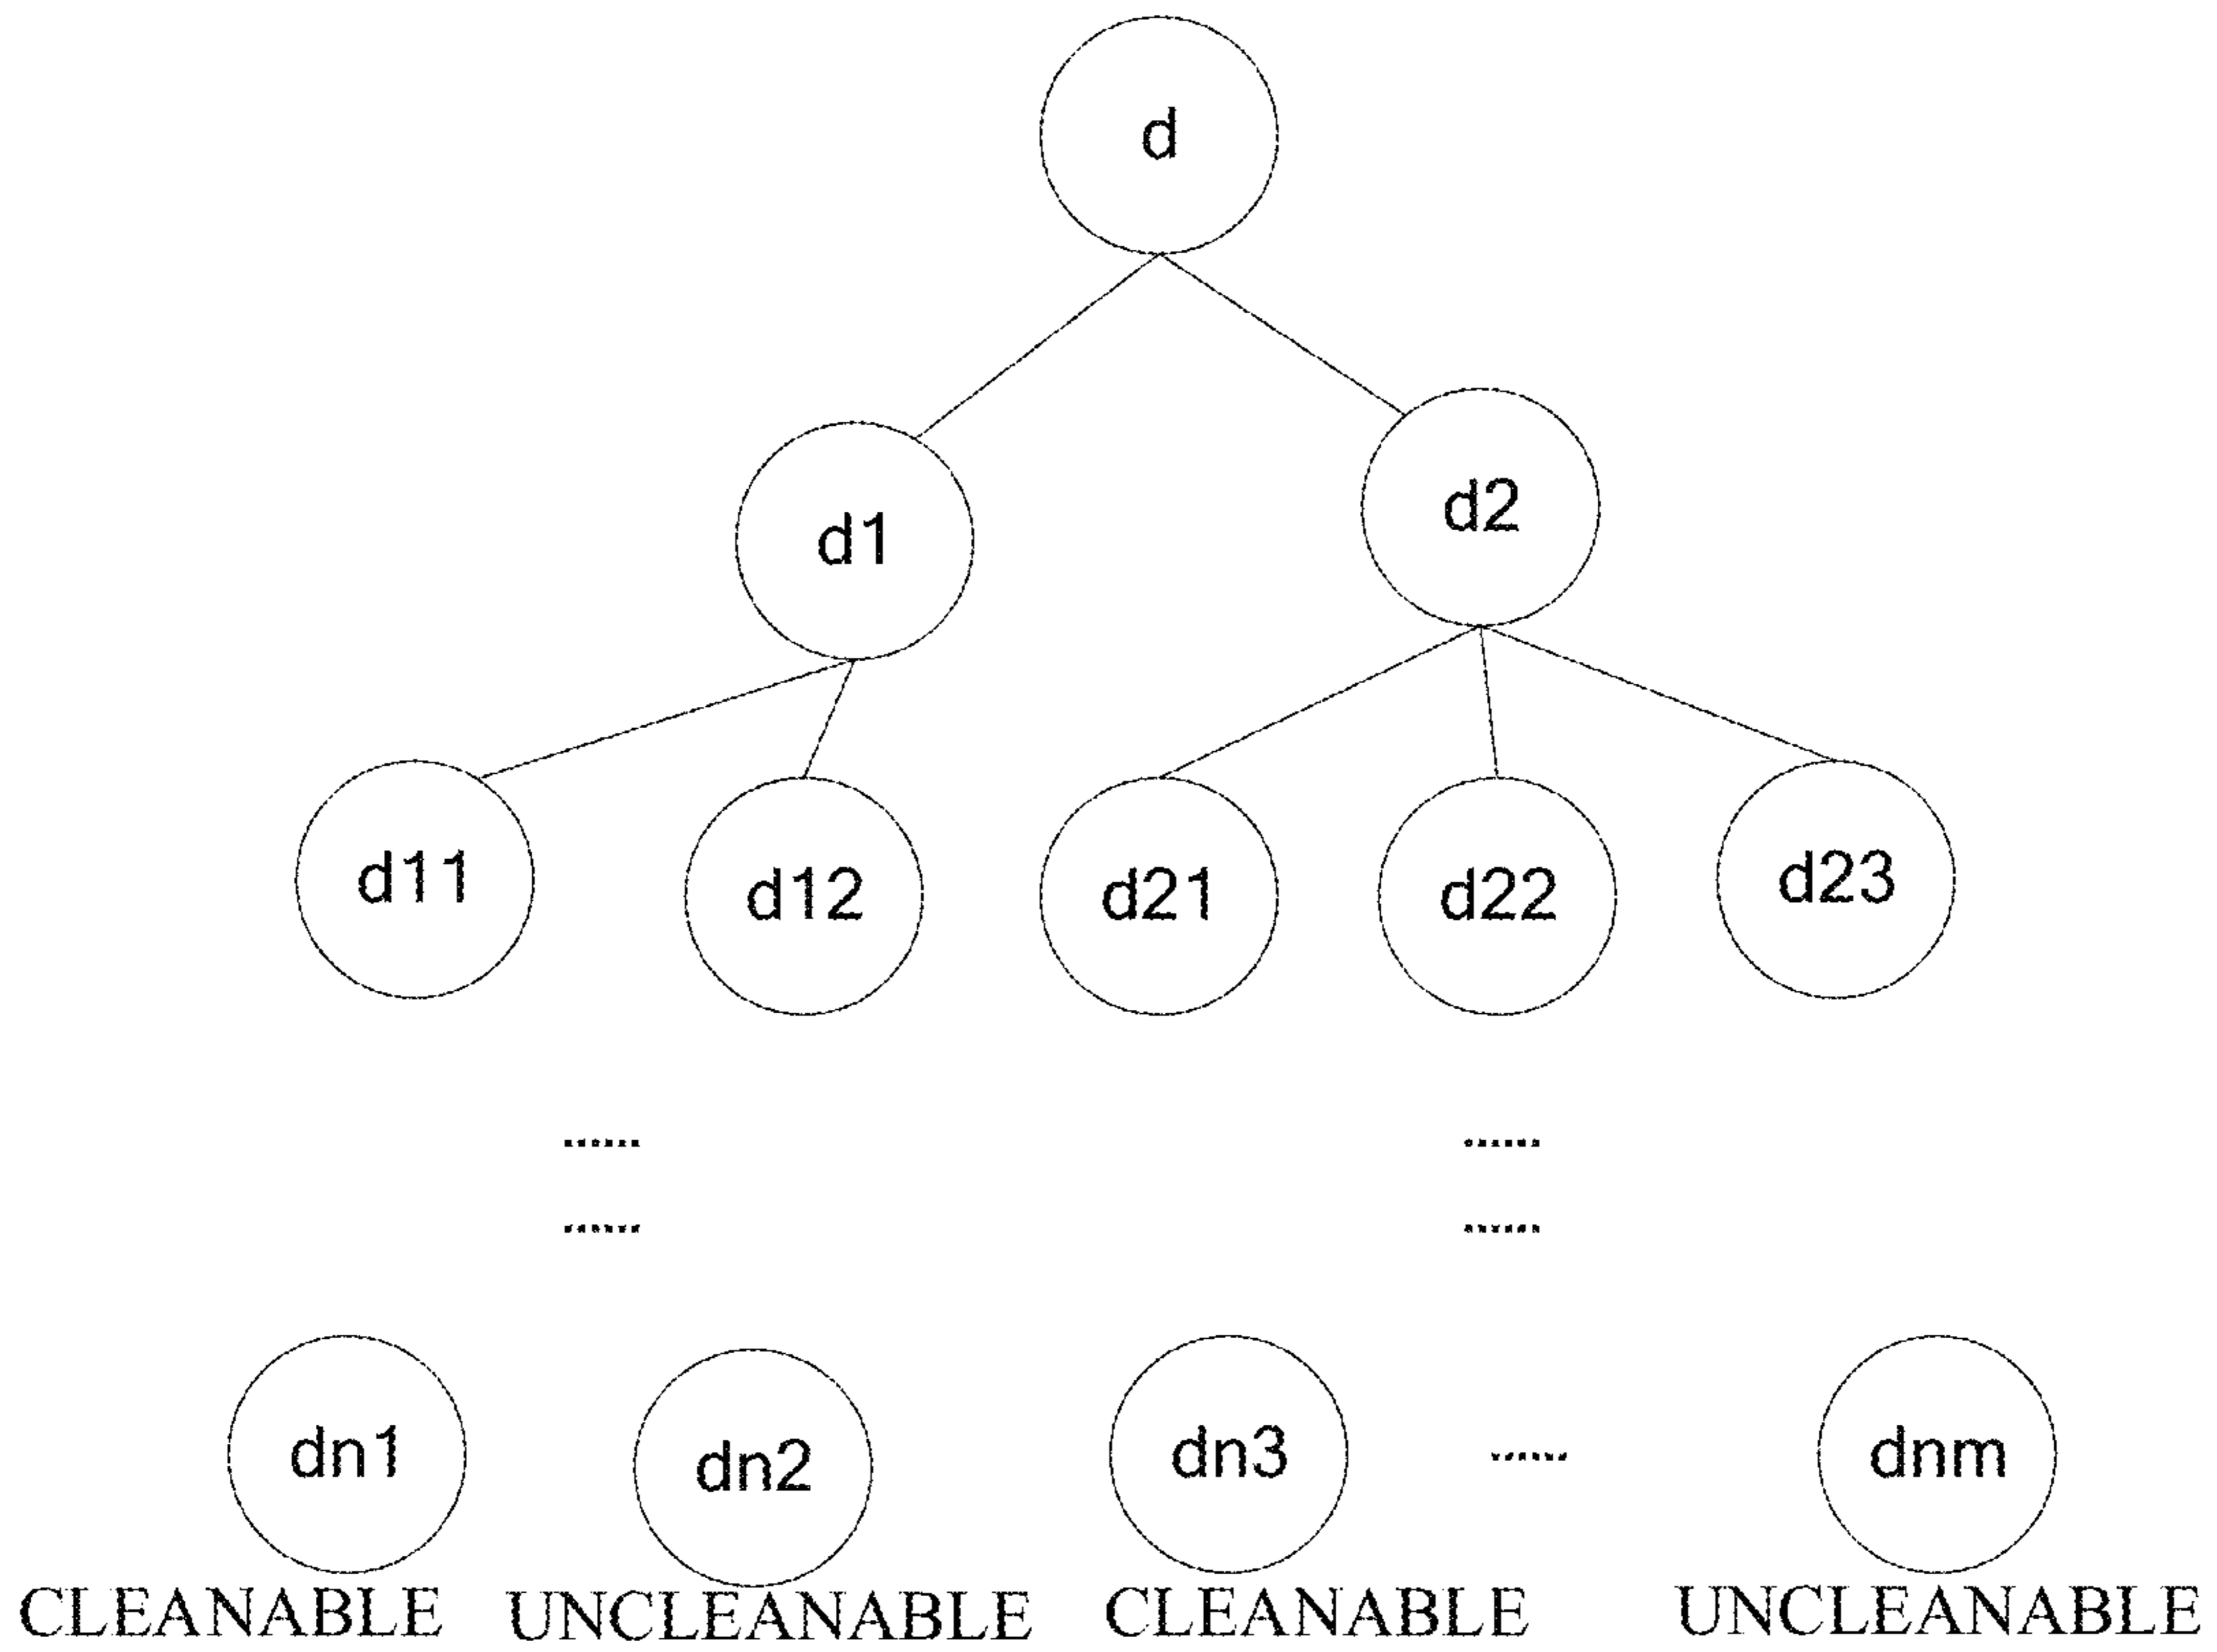 d
d1 d2
d11 d12 d21 d22 d23
...... ......
...... ......
dn1 dn2 dn3 ...... dnm
CLEANABLE UNCLEANABLE CLEANABLE UNCLEANABLE